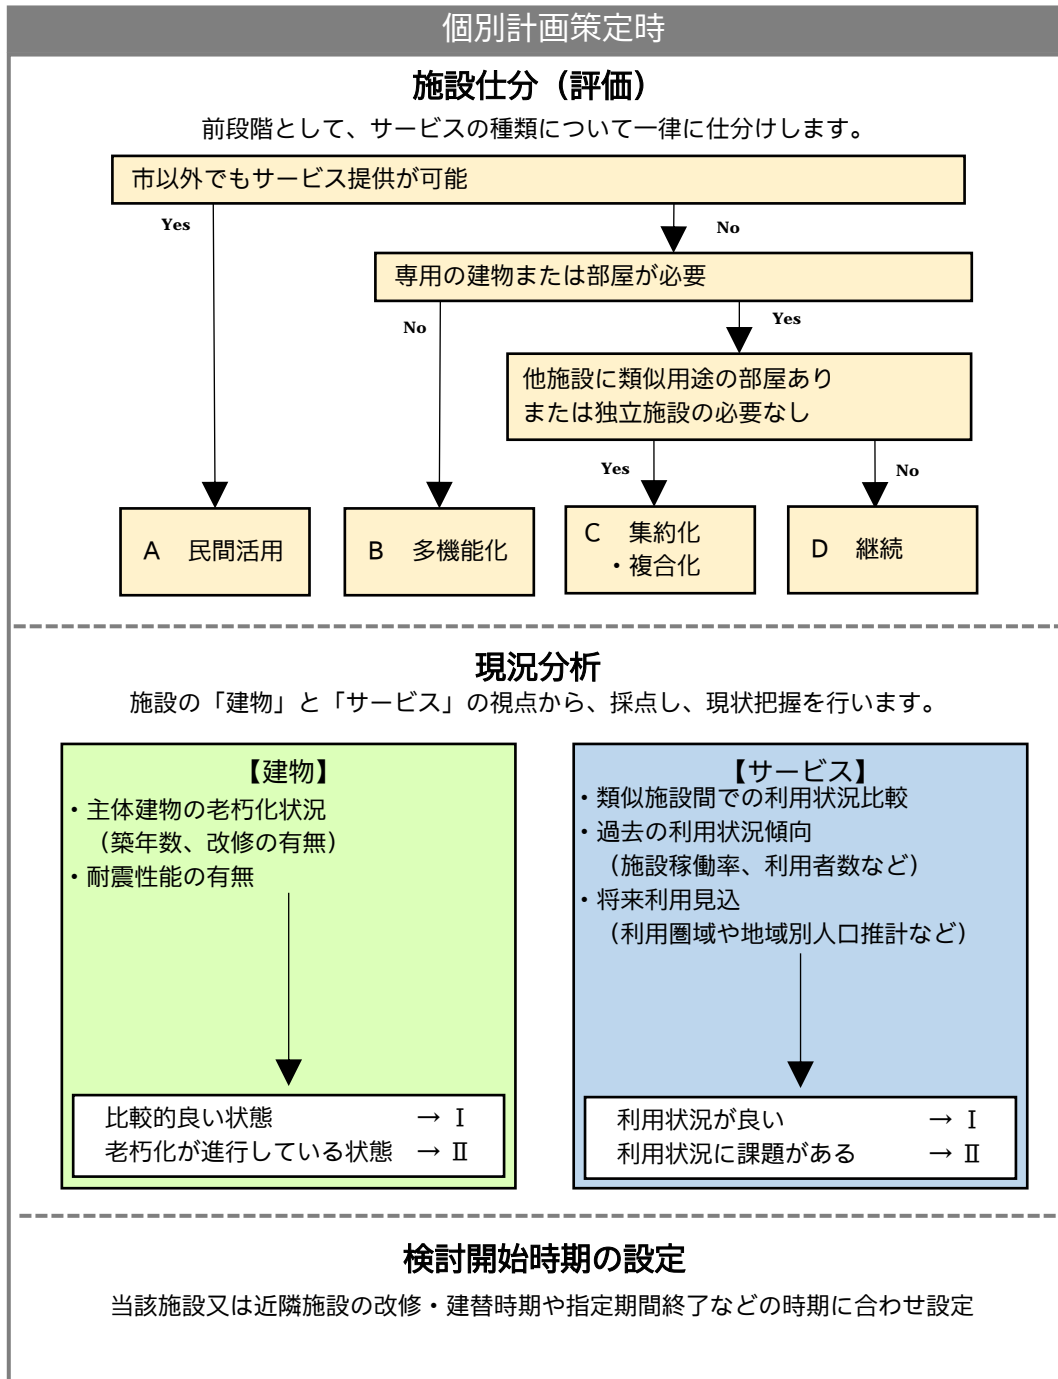 個別計画策定時
施設仕分（評価）
前段階として、サービスの種類について一律に仕分けします。
市以外でもサービス提供が可能
Yes
No
専用の建物または部屋が必要
No
Yes
他施設に類似用途の部屋あり
または独立施設の必要なし
Yes
No
A　民間活用
B　多機能化
C　集約化
・複合化
D　継続
現況分析
施設の「建物」と「サービス」の視点から、採点し、現状把握を行います。
【建物】
・主体建物の老朽化状況
（築年数、改修の有無）
・耐震性能の有無
比較的良い状態　→ Ⅰ
老朽化が進行している状態　→ Ⅱ
【サービス】
・類似施設間での利用状況比較
・過去の利用状況傾向
（施設稼働率、利用者数など）
・将来利用見込
（利用圏域や地域別人口推計など）
利用状況が良い　→ Ⅰ
利用状況に課題がある　→ Ⅱ
検討開始時期の設定
当該施設又は近隣施設の改修・建替時期や指定期間終了などの時期に合わせ設定